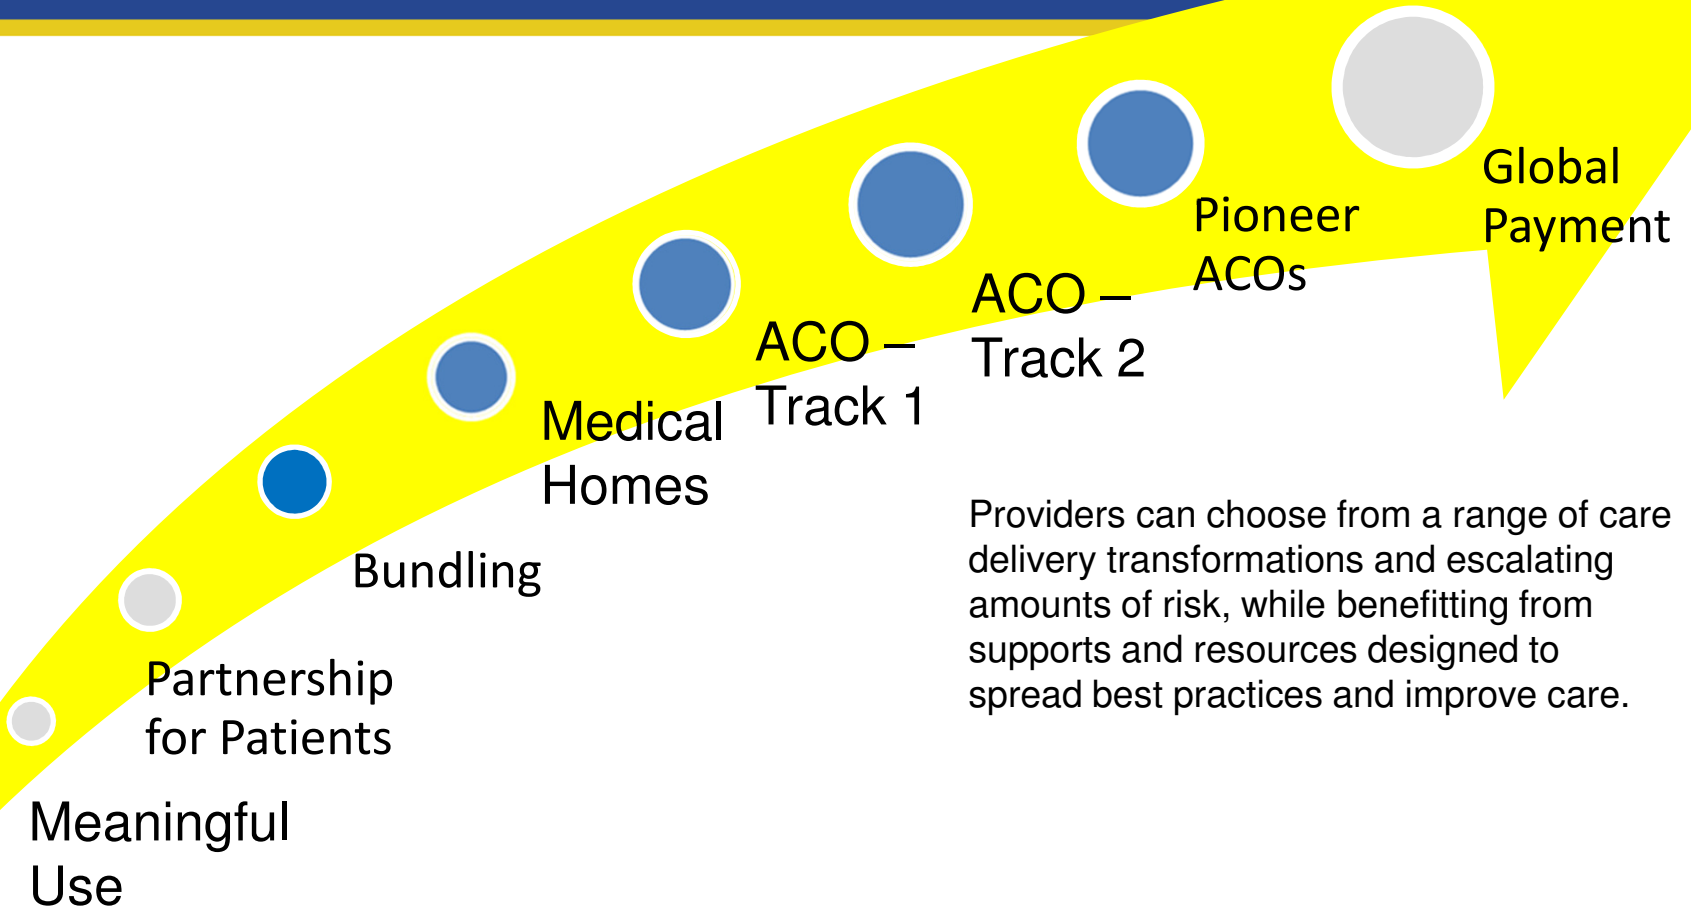 Global
Payment
Pioneer
ACOs
ACO –
Track 2
ACO –
Track 1
Medical
Homes
Bundling
Partnership
for Patients
Meaningful
Use
Providers can choose from a range of care
delivery transformations and escalating
amounts of risk, while benefitting from
supports and resources designed to
spread best practices and improve care.